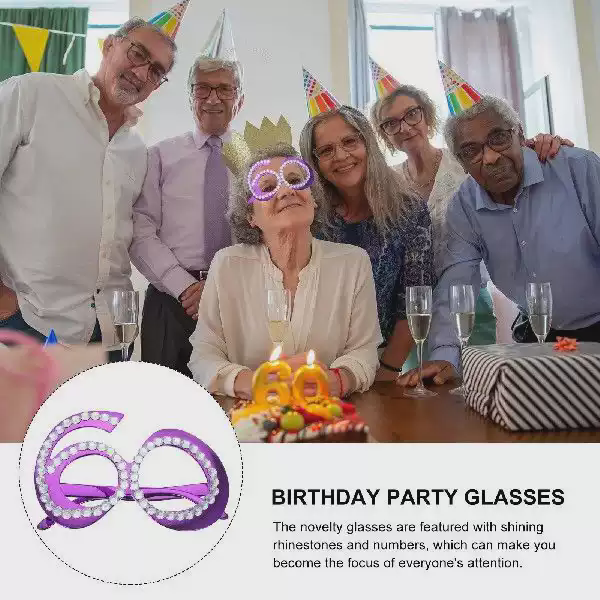 60
BIRTHDAY PARTY GLASSES
The novelty glasses are featured with shining
rhinestones and numbers, which can make you
become the focus of everyone's attention.